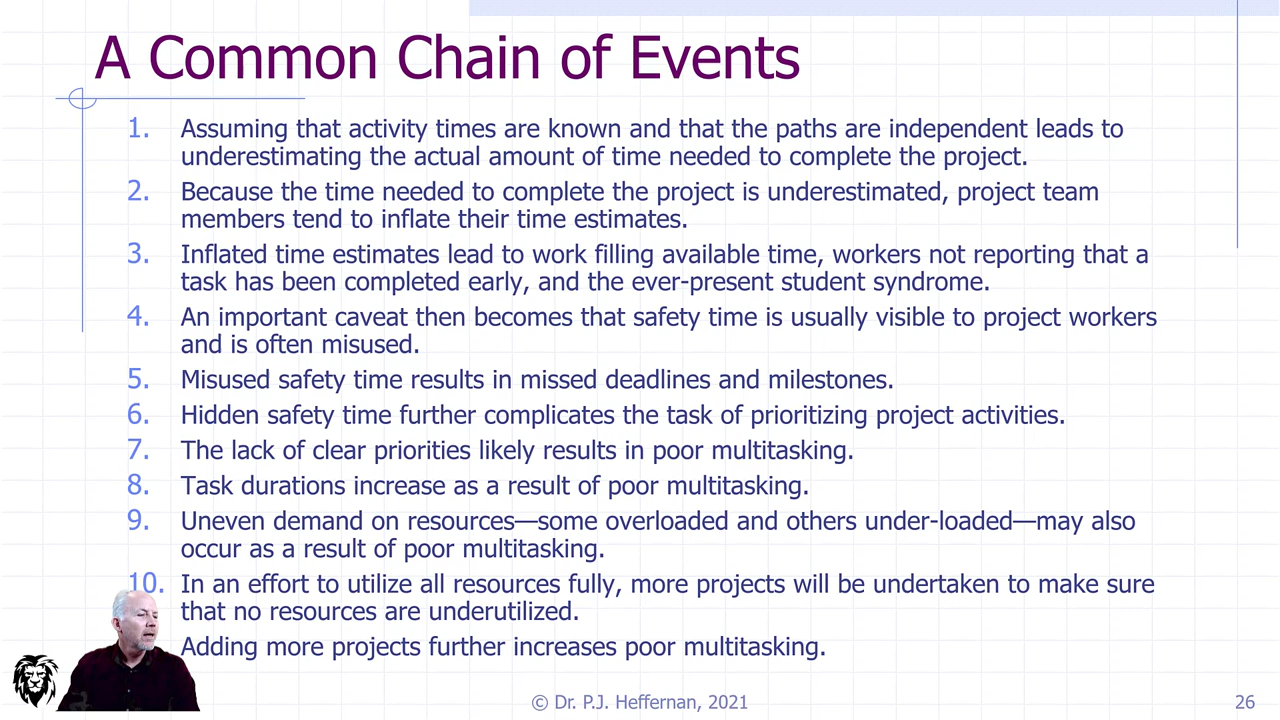 A Common Chain of Events
1. Assuming that activity times are known and that the paths are independent leads to
underestimating the actual amount of time needed to complete the project.
2. Because the time needed to complete the project is underestimated, project team
members tend to inflate their time estimates.
3. Inflated time estimates lead to work filling available time, workers not reporting that a
task has been completed early, and the ever-present student syndrome.
4. An important caveat then becomes that safety time is usually visible to project workers
and is often misused.
5. Misused safety time results in missed deadlines and milestones.
6. Hidden safety time further complicates the task of prioritizing project activities.
7. The lack of clear priorities likely results in poor multitasking.
8. Task durations increase as a result of poor multitasking.
9. Uneven demand on resources—some overloaded and others under-loaded—may also
occur as a result of poor multitasking.
10. In an effort to utilize all resources fully, more projects will be undertaken to make sure
that no resources are underutilized.
Adding more projects further increases poor multitasking.
© Dr. P.J. Heffernan, 2021
26